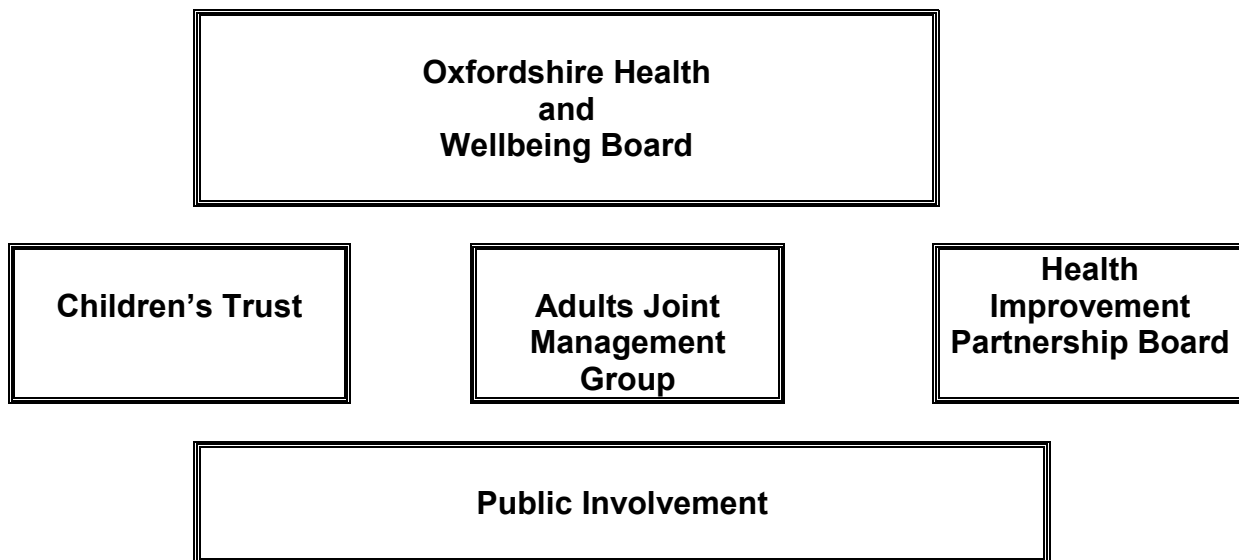 Oxfordshire Health
and
Wellbeing Board
Children’s Trust
Adults Joint
Management
Group
Health
Improvement
Partnership Board
Public Involvement